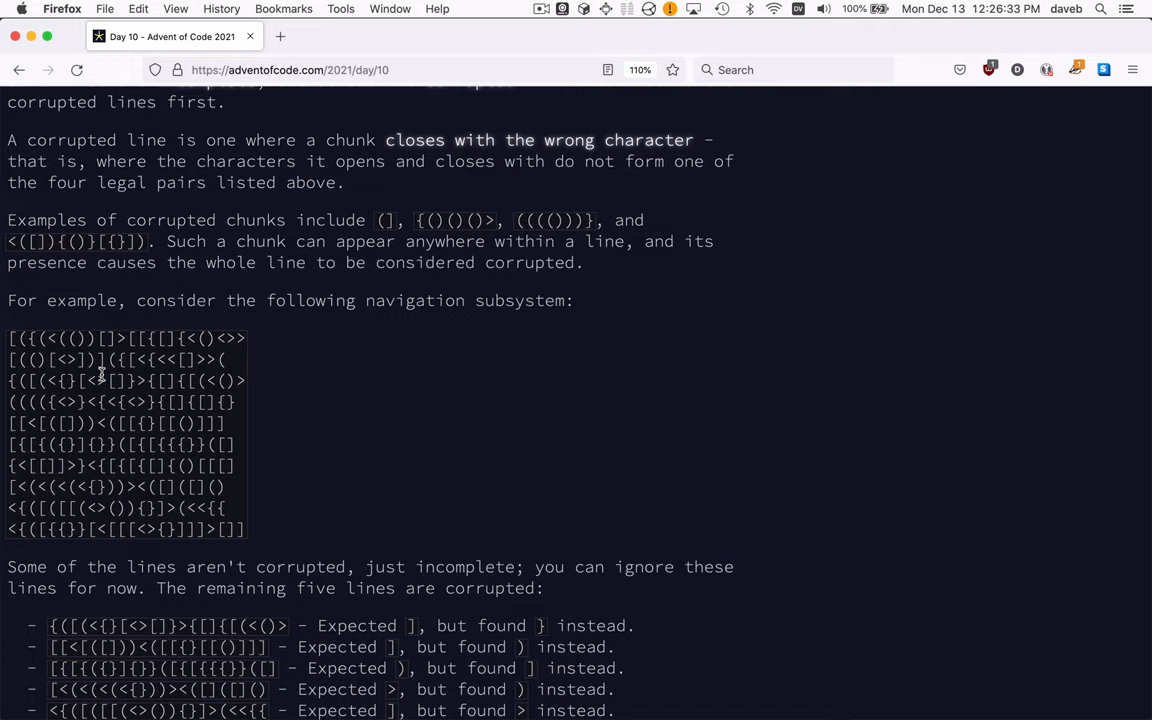 Firefox File Edit View History Bookmarks Tools Window Help 100% Mon Dec 13 12:26:33 PM daveb
Day 10 - Advent of Code 2021
https://adventofcode.com/2021/day/10 110% Search
corrupted lines first.
A corrupted line is one where a chunk closes with the wrong character -
that is, where the characters it opens and closes with do not form one of
the four legal pairs listed above.
Examples of corrupted chunks include (], {()()()>, (((()))}, and
<([]){()}[{}]). Such a chunk can appear anywhere within a line, and its
presence causes the whole line to be considered corrupted.
For example, consider the following navigation subsystem:
[({(<(())[]>[[{[]{<()<>>
[(()[<>])]({[<{<<[]>>(
{([(<{}[<>[]}>{[]{[(<()>
(((({<>}<{<{<>}{[]{[]{}
[[<[([]))<([[{}[[()]]]
[{[{({}]{}}([{[{{{}}([]
{<[[]]>}<{[{[{[]{()[[[]
[<(<(<(<{}))><([]([]()
<{([([[(<>()){}]>(<<{{
<{([{{}}[<[[[<>{}]]]>[]]
Some of the lines aren't corrupted, just incomplete; you can ignore these
lines for now. The remaining five lines are corrupted:
- {([(<{}[<>[]}>{[]{[(<()> - Expected ], but found } instead.
- [[<[([]))<([[{}[[()]]] - Expected ], but found ) instead.
- [{[{({}]{}}([{[{{{}}([] - Expected ), but found ] instead.
- [<(<(<(<{}))><([]([]() - Expected >, but found ) instead.
- <{([([[(<>()){}]>(<<{{ - Expected ], but found > instead.